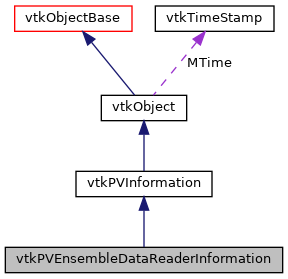 vtkObjectBase
vtkTimeStamp
MTime
vtkObject
vtkPVInformation
vtkPVEnsembleDataReaderInformation